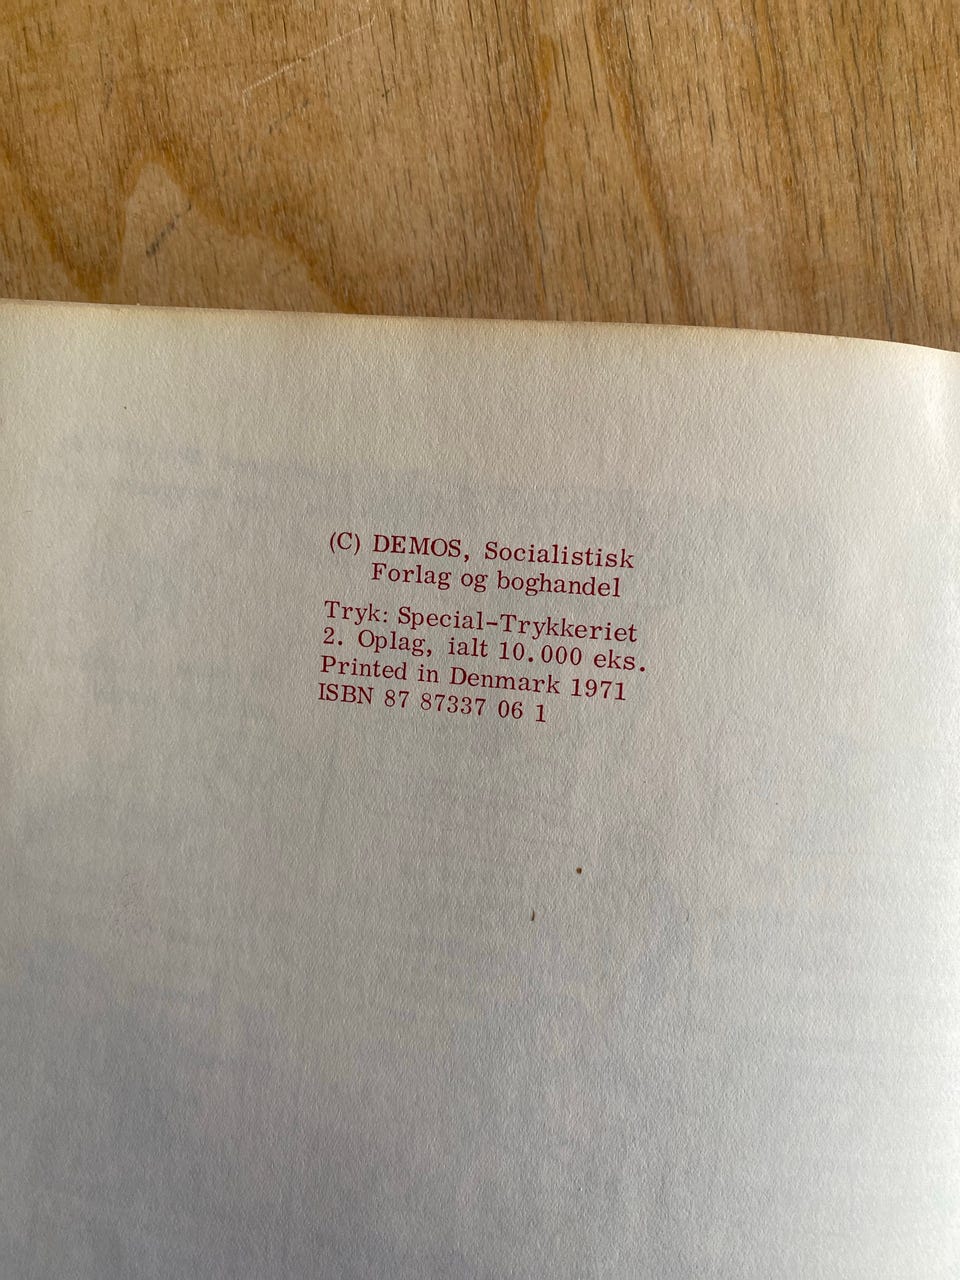 (C) DEMOS, Socialistisk
Forlag og boghandel
Tryk: Special-Trykkeriet
2. Oplag, ialt 10.000 eks.
Printed in Denmark 1971
ISBN 87 87337 06 1